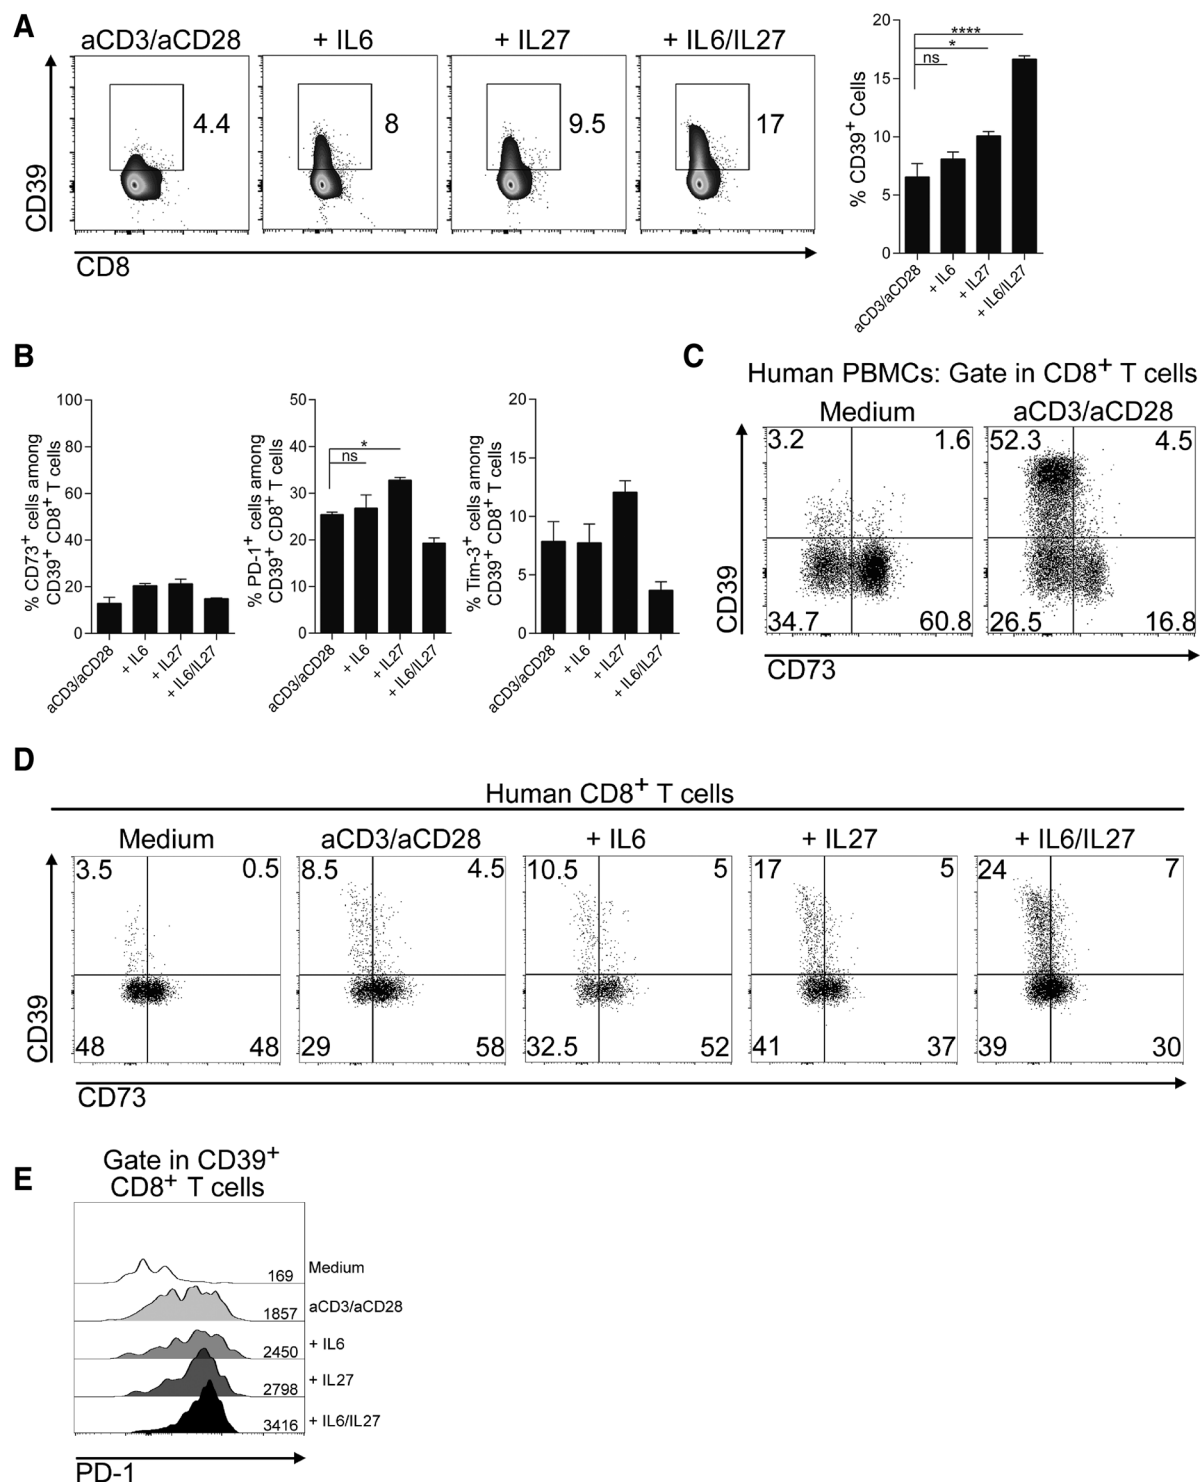 A
aCD3/aCD28
+ IL6
+ IL27
+ IL6/IL27
4.4
8
9.5
17
CD39
CD8
20
15
10
5
0
% CD39+ Cells
****
*
ns
aCD3/aCD28
+ IL6
+ IL27
+ IL6/IL27
B
100
80
60
40
20
0
% CD73+ cells among
CD39+ CD8+ T cells
aCD3/aCD28
+ IL6
+ IL27
+ IL6/IL27
50
40
30
20
10
0
% PD-1+ cells among
CD39+ CD8+ T cells
*
ns
aCD3/aCD28
+ IL6
+ IL27
+ IL6/IL27
20
15
10
5
0
% Tim-3+ cells among
CD39+ CD8+ T cells
aCD3/aCD28
+ IL6
+ IL27
+ IL6/IL27
C
Human PBMCs: Gate in CD8+ T cells
Medium
aCD3/aCD28
3.2
1.6
52.3
4.5
34.7
60.8
26.5
16.8
CD39
CD73
D
Human CD8+ T cells
Medium
aCD3/aCD28
+ IL6
+ IL27
+ IL6/IL27
3.5
0.5
8.5
4.5
10.5
5
17
5
24
7
48
48
29
58
32.5
52
41
37
39
30
CD39
CD73
E
Gate in CD39+
CD8+ T cells
169
Medium
1857
aCD3/aCD28
2450
+ IL6
2798
+ IL27
3416
+ IL6/IL27
PD-1